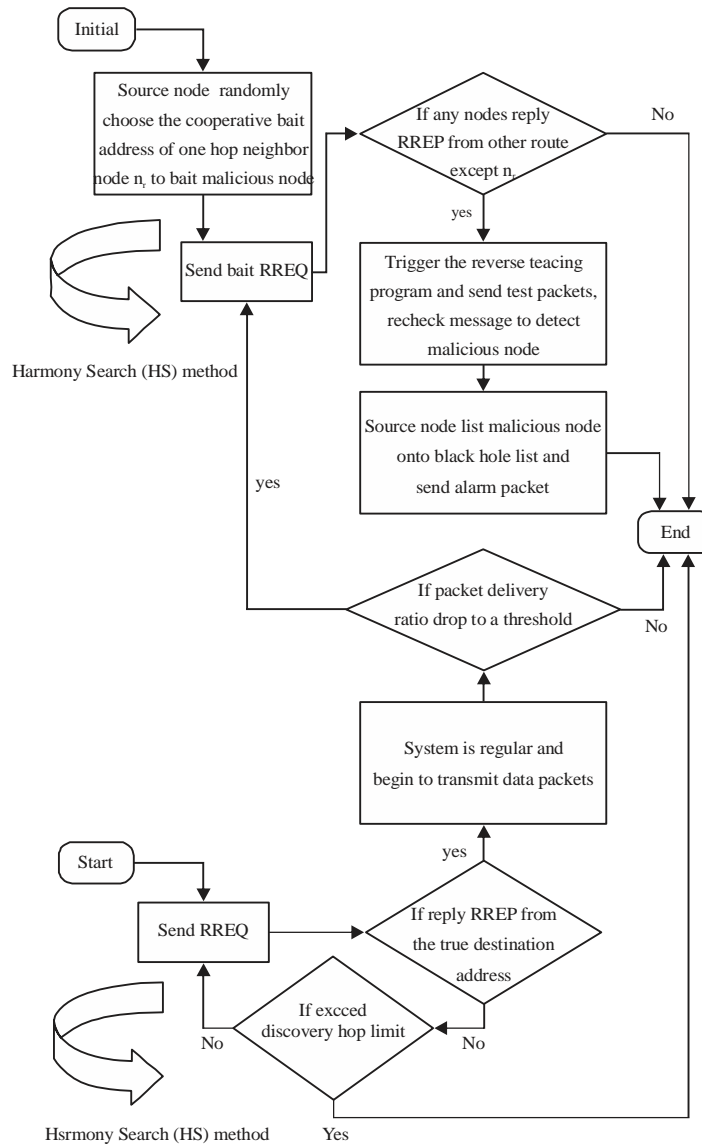 Initial
Source node randomly
choose the cooperative bait
address of one hop neighbor
node nr to bait malicious node
If any nodes reply
RREP from other route
except nr
No
yes
Send bait RREQ
Harmony Search (HS) method
Trigger the reverse teacing
program and send test packets,
recheck message to detect
malicious node
Source node list malicious node
onto black hole list and
send alarm packet
yes
End
If packet delivery
ratio drop to a threshold
No
System is regular and
begin to transmit data packets
yes
Start
Send RREQ
If reply RREP from
the true destination
address
If excced
discovery hop limit
No
No
Hsrmony Search (HS) method
Yes